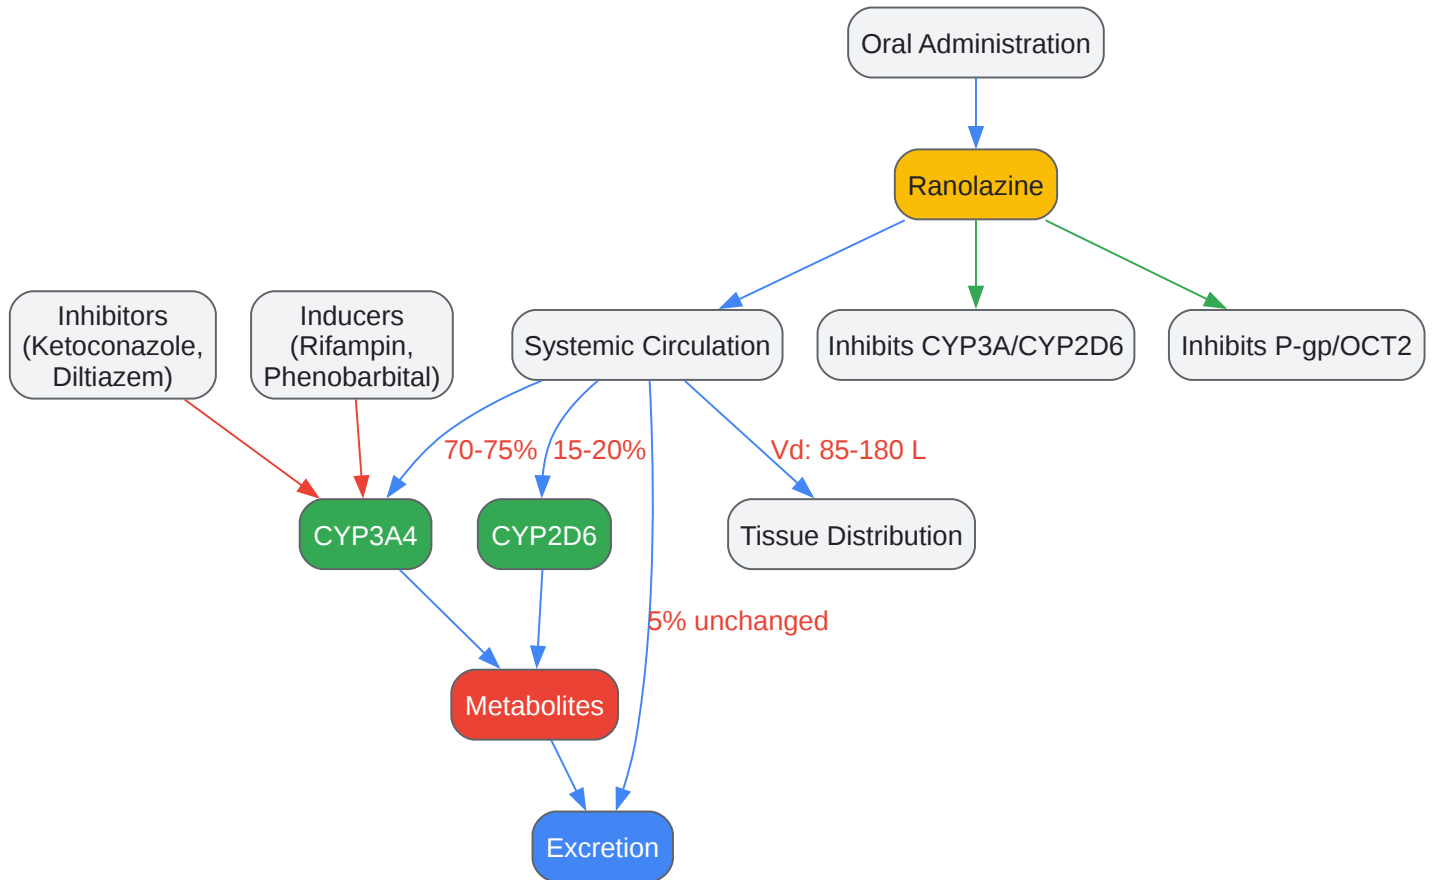 Oral Administration
Ranolazine
Inhibitors
(Ketoconazole,
Diltiazem)
Inducers
(Rifampin,
Phenobarbital)
Systemic Circulation
Inhibits CYP3A/CYP2D6
Inhibits P-gp/OCT2
70-75%
15-20%
Vd: 85-180 L
CYP3A4
CYP2D6
Tissue Distribution
5% unchanged
Metabolites
Excretion